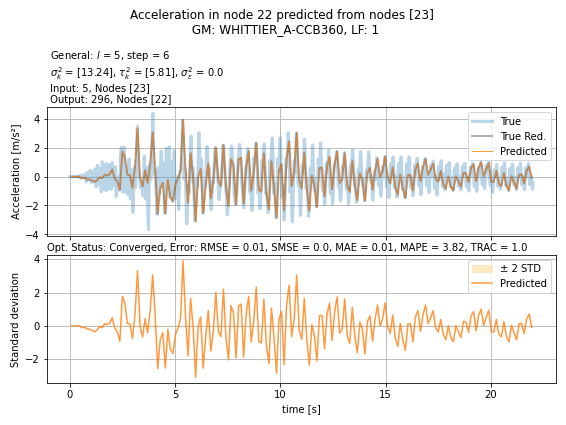 Acceleration in node 22 predicted from nodes [23]
GM: WHITTIER_A-CCB360, LF: 1
General: l = 5, step = 6
σ²ₖ = [13.24], τ²ₖ = [5.81], σ²ε = 0.0
Input: 5, Nodes [23]
Output: 296, Nodes [22]
Acceleration [m/s²]
4
2
0
−2
−4
True
True Red.
Predicted
Opt. Status: Converged, Error: RMSE = 0.01, SMSE = 0.0, MAE = 0.01, MAPE = 3.82, TRAC = 1.0
Standard deviation
4
2
0
−2
± 2 STD
Predicted
0 5 10 15 20
time [s]